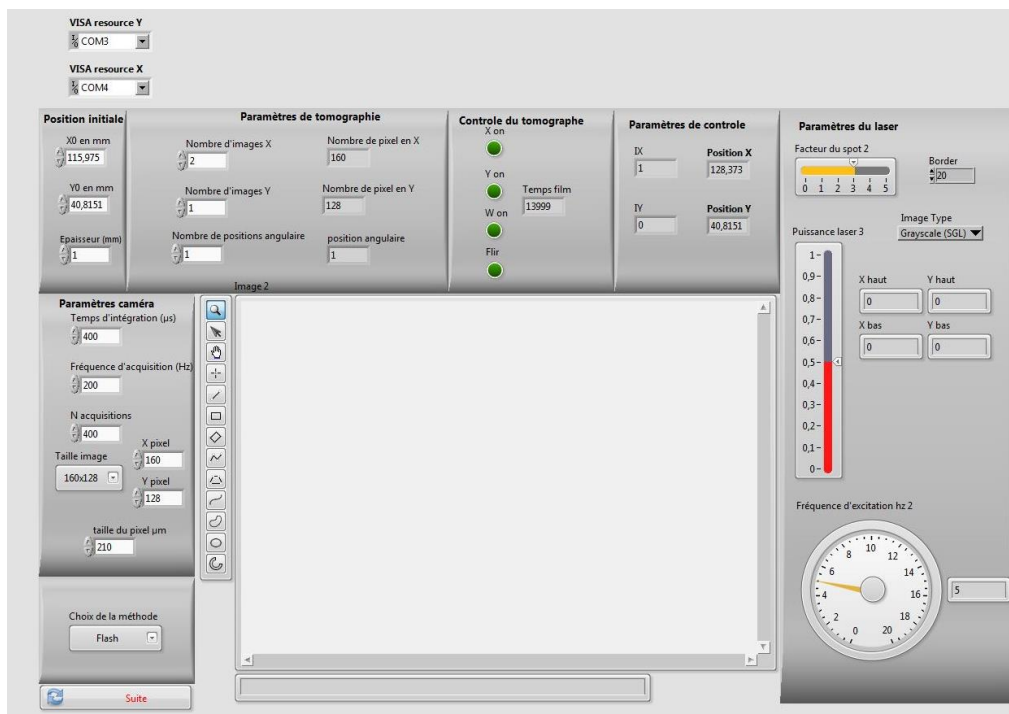 VISA resource Y
COM3
VISA resource X
COM4
Position initiale
X0 en mm
115,975
Y0 en mm
40,8151
Epaisseur (mm)
1
Paramètres de tomographie
Nombre d'images X
2
Nombre de pixel en X
160
Nombre d'images Y
1
Nombre de pixel en Y
128
Nombre de positions angulaire
1
position angulaire
1
Controle du tomographe
X on
Y on
Temps film
13999
W on
Flir
Paramètres de controle
IX
1
Position X
128,373
IY
0
Position Y
40,8151
Paramètres du laser
Facteur du spot 2
0 1 2 3 4 5
Border
20
Image Type
Grayscale (SGL)
Puissance laser 3
1
0,9
0,8
0,7
0,6
0,5
0,4
0,3
0,2
0,1
0
X haut
0
Y haut
0
X bas
0
Y bas
0
Fréquence d'excitation hz 2
0 2 4 6 8 10 12 14 16 18 20
5
Image 2
Paramètres caméra
Temps d'intégration (µs)
400
Fréquence d'acquisition (Hz)
200
N acquisitions
400
Taille image
160x128
X pixel
160
Y pixel
128
taille du pixel µm
210
Choix de la méthode
Flash
Suite